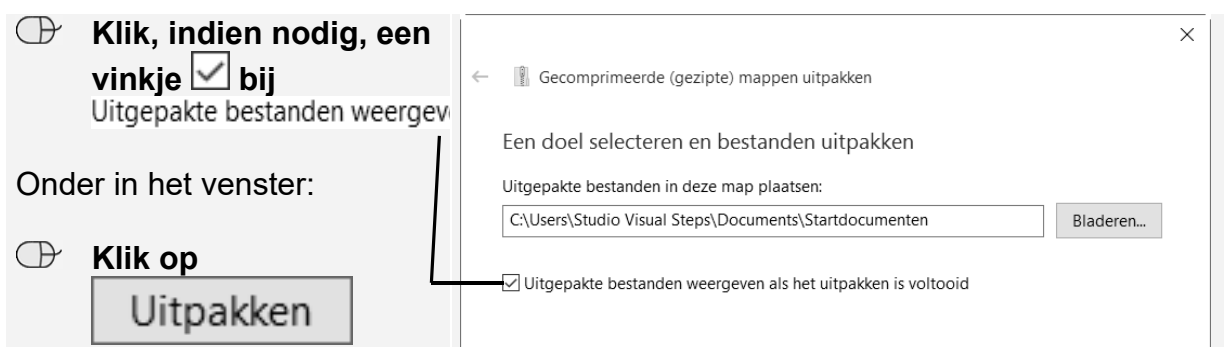 Klik, indien nodig, een
vinkje bij
Uitgepakte bestanden
Onder in het venster:
Klik op
Uitpakken
Gecomprimeerde (gezipte) mappen uitpakken
Een doel selecteren en bestanden uitpakken
Uitgepakte bestanden in deze map plaatsen:
C:\Users\Studio Visual Steps\Documents\Startdocumenten
Bladeren...
Uitgepakte bestanden weergeven als het uitpakken is voltooid